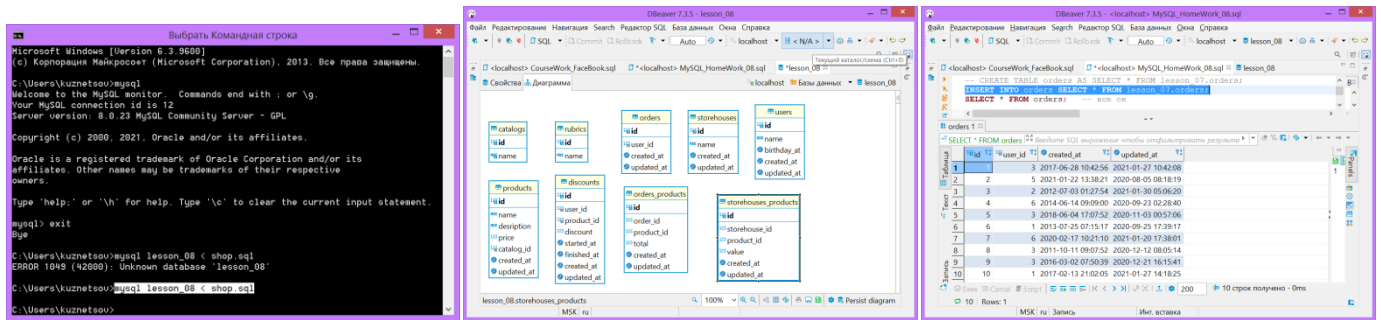 Выбрать Командная строка
Microsoft Windows [Version 6.3.9600]
(c) Корпорация Майкрософт (Microsoft Corporation), 2013. Все права защищены.
C:\Users\kuznetsov>mysql
Welcome to the MySQL monitor.  Commands end with ; or \g.
Your MySQL connection id is 12
Server version: 8.0.23 MySQL Community Server - GPL
Copyright (c) 2000, 2021, Oracle and/or its affiliates.
Oracle is a registered trademark of Oracle Corporation and/or its
affiliates. Other names may be trademarks of their respective
owners.
Type 'help;' or '\h' for help. Type '\c' to clear the current input statement.
mysql> exit
Bye
C:\Users\kuznetsov>mysql lesson_08 < shop.sql
ERROR 1049 (42000): Unknown database 'lesson_08'
C:\Users\kuznetsov>mysql lesson_08 < shop.sql
C:\Users\kuznetsov>
DBeaver 7.3.5 - lesson_08
Файл Редактирование Навигация Search Редактор SQL База данных Окна Справка
SQL Commit Rollback Auto localhost < N/A > lesson_08
Текущий каталог/схема (Ctrl+0)
<localhost> CourseWork_FaceBook.sql *<localhost> MySQL_HomeWork_08.sql *lesson_08
Свойства Диаграмма localhost Базы данных lesson_08
catalogs
id
name
rubrics
id
name
orders
id
user_id
created_at
updated_at
storehouses
id
name
created_at
updated_at
users
id
name
birthday_at
created_at
updated_at
products
id
name
desription
price
catalog_id
created_at
updated_at
discounts
id
user_id
product_id
discount
started_at
finished_at
created_at
updated_at
orders_products
id
order_id
product_id
total
created_at
updated_at
storehouses_products
id
storehouse_id
product_id
value
created_at
updated_at
lesson_08.storehouses_products 100% Persist diagram
MSK ru
DBeaver 7.3.5 - <localhost> MySQL_HomeWork_08.sql
Файл Редактирование Навигация Search Редактор SQL База данных Окна Справка
SQL Commit Rollback Auto localhost lesson_08
<localhost> CourseWork_FaceBook.sql *<localhost> MySQL_HomeWork_08.sql lesson_08
-- CREATE TABLE orders AS SELECT * FROM lesson_07.orders;
INSERT INTO orders SELECT * FROM lesson_07.orders;
SELECT * FROM orders; -- все ок
orders 1
SELECT * FROM orders Введите SQL выражение чтобы отфильтровать результаты
Таблица
Текст
Запись
Panels
id user_id created_at updated_at
1 1 3 2017-06-28 10:42:56 2021-01-27 10:42:08
2 2 5 2021-01-22 13:38:21 2020-08-05 08:18:19
3 3 2 2012-07-03 01:27:54 2021-01-30 05:06:20
4 4 6 2014-06-14 09:09:00 2020-09-23 02:28:40
5 5 3 2018-06-04 17:07:52 2020-11-03 00:57:06
6 6 1 2013-07-25 07:15:17 2020-09-25 17:39:17
7 7 6 2020-02-17 10:21:10 2021-01-20 17:38:01
8 8 3 2011-10-11 09:07:52 2020-12-12 08:05:14
9 9 3 2016-03-02 07:50:39 2020-12-21 16:15:41
10 10 1 2017-02-13 21:02:05 2021-01-27 14:18:25
Save Cancel Script 200 10 строк получено - 0ms
10 Rows: 1
MSK ru Запись Инт. вставка